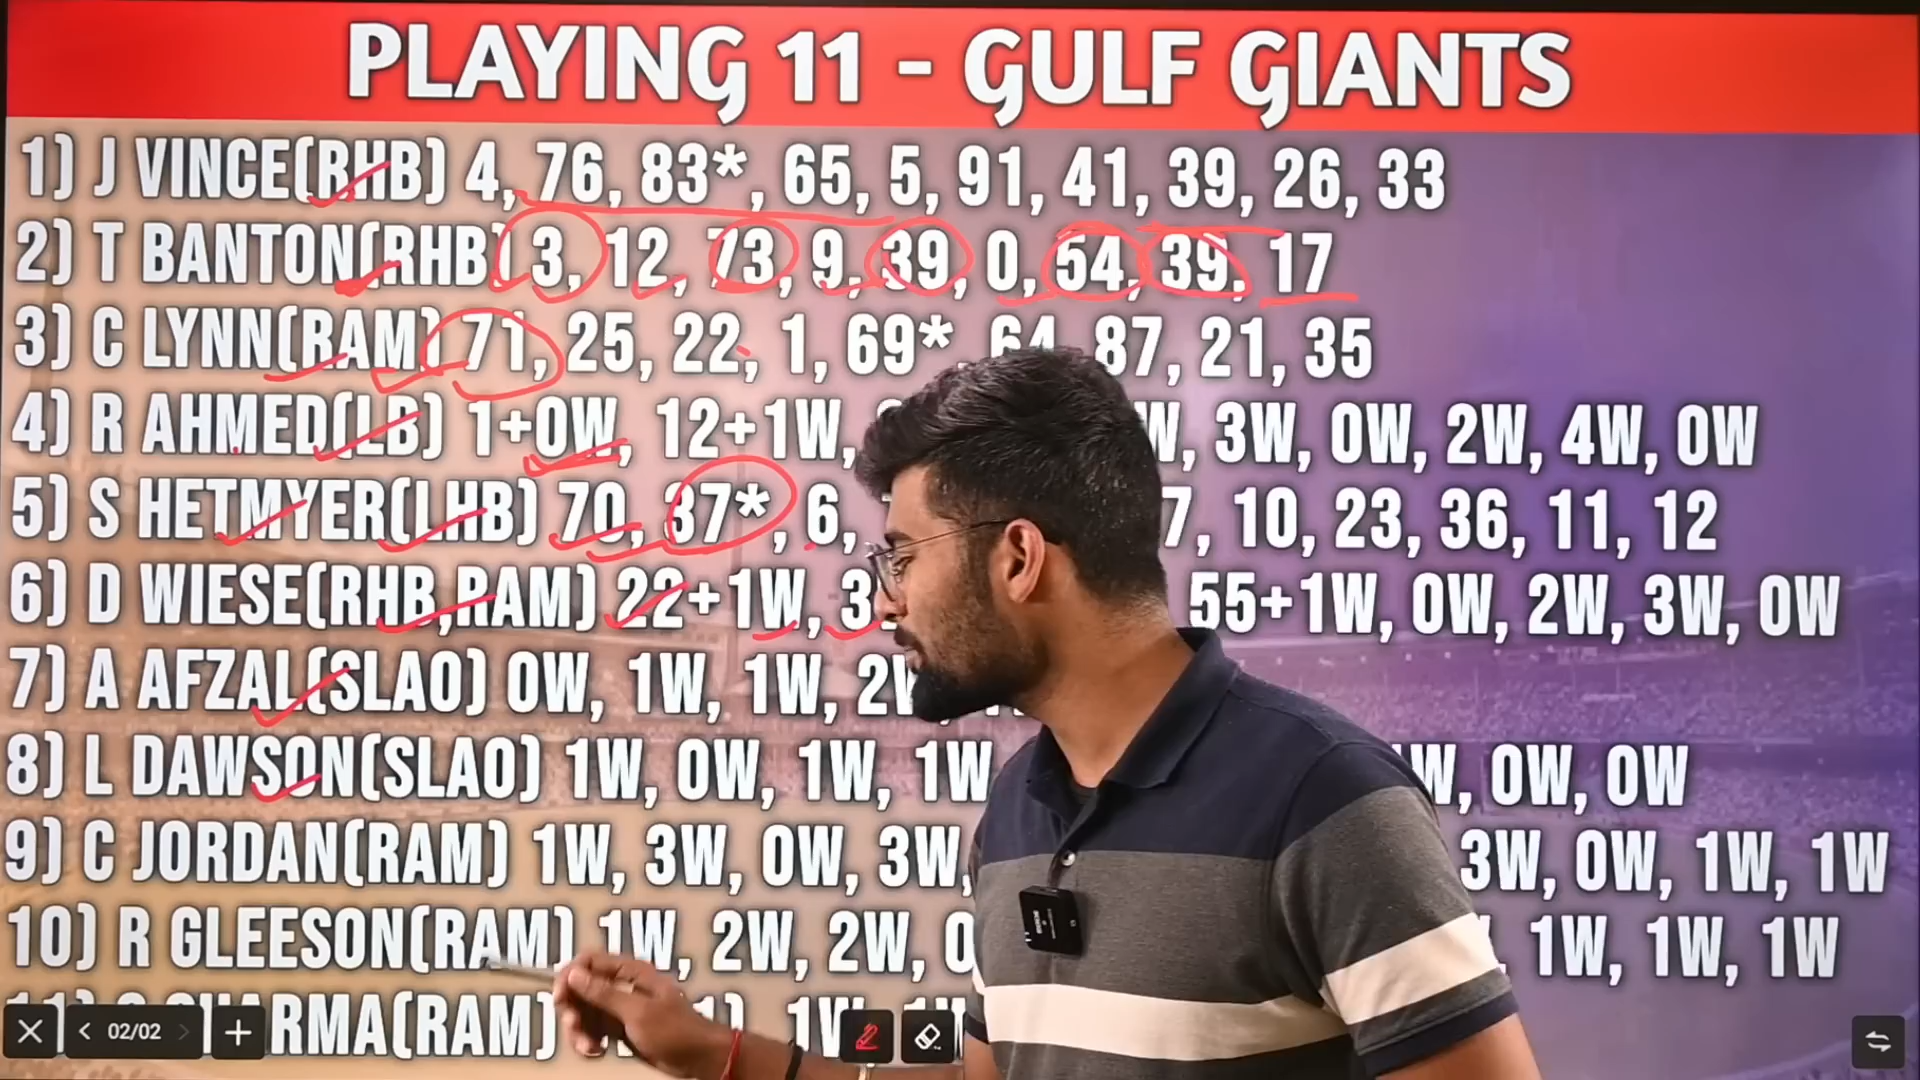 PLAYING 11 - GULF GIANTS
1) J VINCE(RHB) 4, 76, 83*, 65, 5, 91, 41, 39, 26, 33
2) T BANTON(RHB) 3, 12, 73, 9, 39, 0, 54, 39, 17
3) C LYNN(RAM) 71, 25, 22, 1, 69*, 64, 87, 21, 35
4) R AHMED(LB) 1+0W, 12+1W, 3W, 0W, 2W, 4W, 0W
5) S HETMYER(LHB) 70, 37*, 6, 10, 23, 36, 11, 12
6) D WIESE(RHB,RAM) 22+1W, 55+1W, 0W, 2W, 3W, 0W
7) A AFZAL(SLAO) 0W, 1W, 1W,
8) L DAWSON(SLAO) 1W, 0W, 1W, 1W 0W, 0W
9) C JORDAN(RAM) 1W, 3W, 0W, 3W, 3W, 0W, 1W, 1W
10) R GLEESON(RAM) 1W, 2W, 2W, 1W, 1W, 1W
(RAM) 1W,
02/02